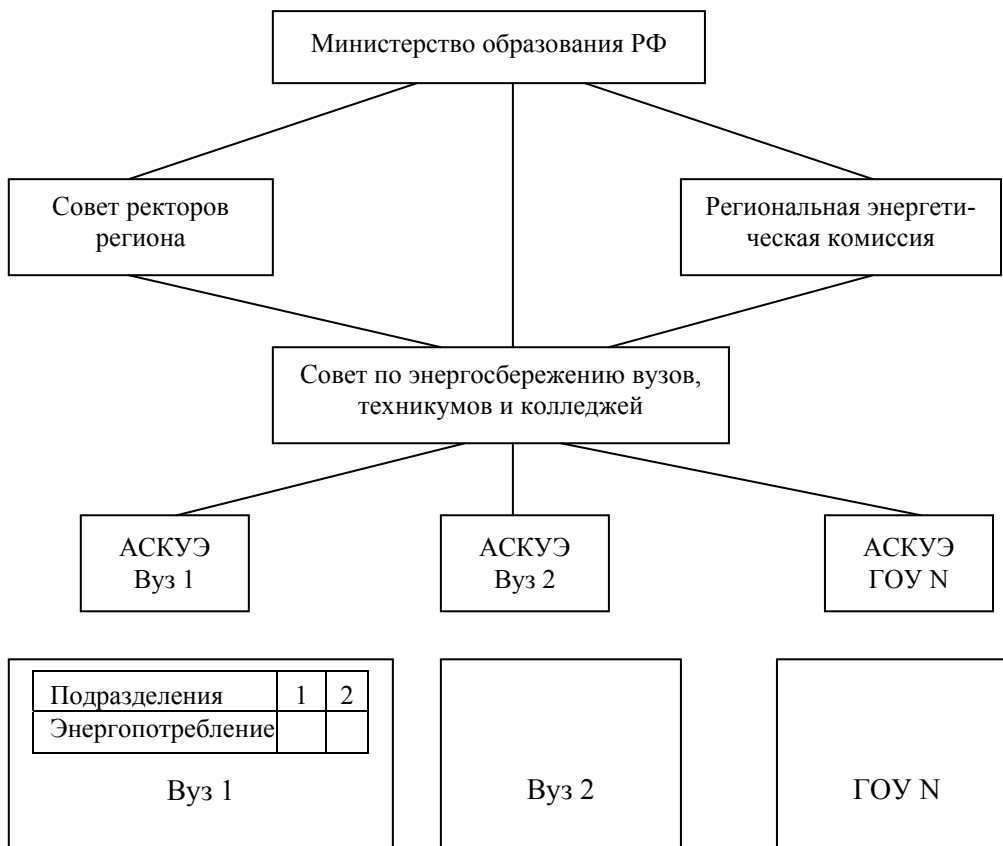 Министерство образования РФ
Совет ректоров
региона
Региональная энергети-
ческая комиссия
Совет по энергосбережению вузов,
техникумов и колледжей
АСКУЭ
Вуз 1
АСКУЭ
Вуз 2
АСКУЭ
ГОУ N
Подразделения 1 2
Энергопотребление
Вуз 1
Вуз 2
ГОУ N